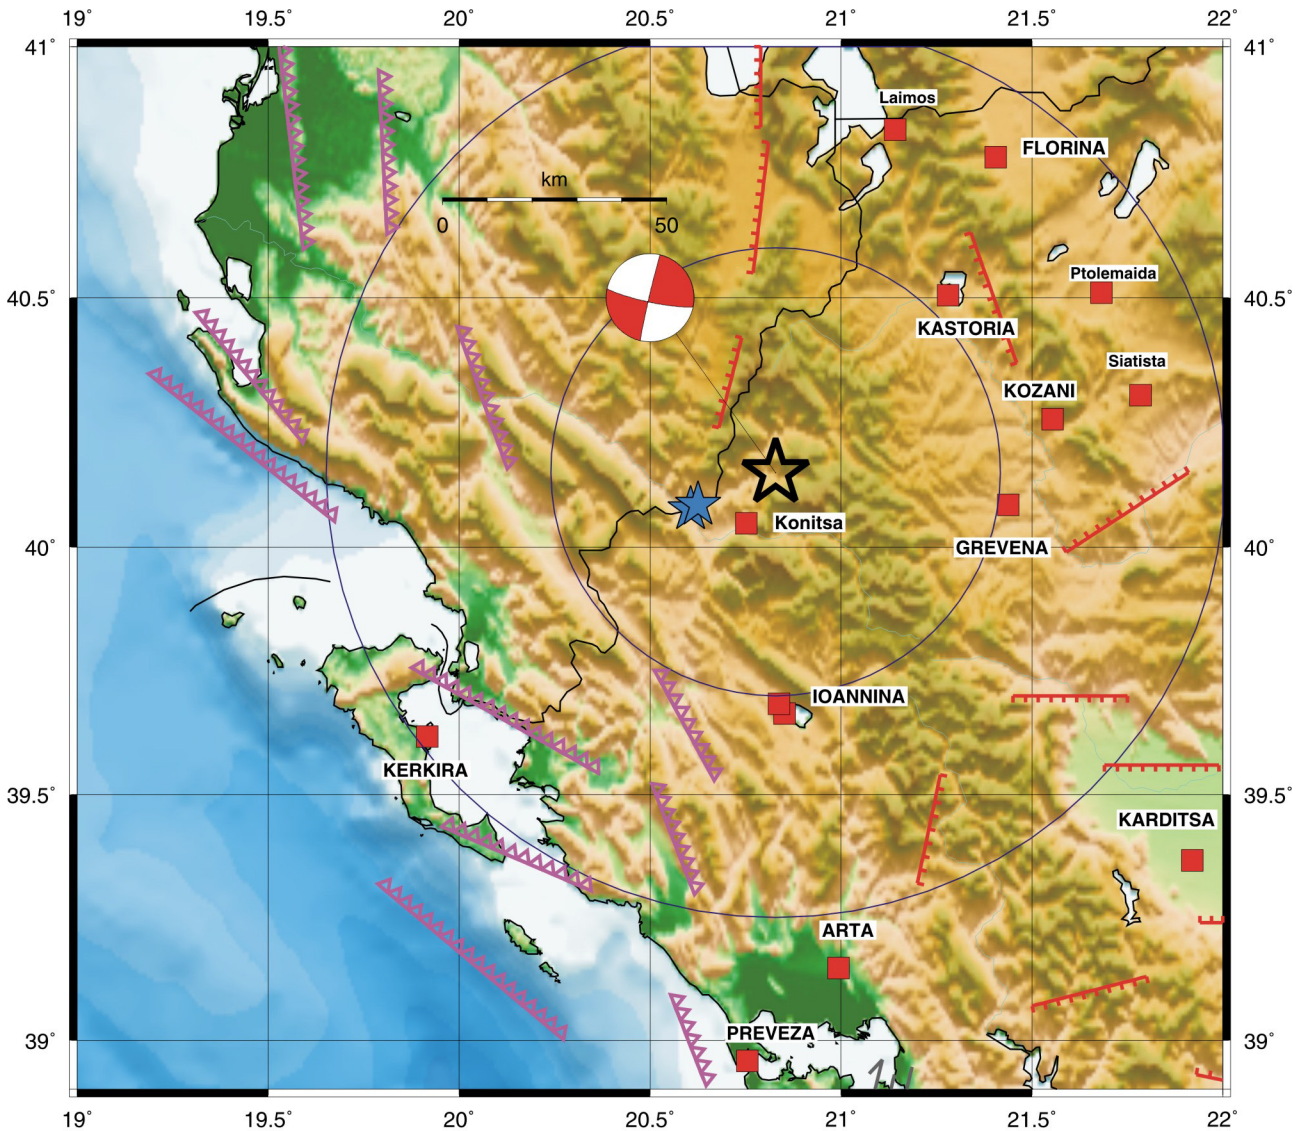 19° 19.5° 20° 20.5° 21° 21.5° 22°
41° 41°
Laimos
FLORINA
km
0 50
Ptolemaida
40.5° 40.5°
KASTORIA
Siatista
KOZANI
Konitsa
40° 40°
GREVENA
IOANNINA
KERKIRA
39.5° 39.5°
KARDITSA
ARTA
PREVEZA
39° 39°
19° 19.5° 20° 20.5° 21° 21.5° 22°